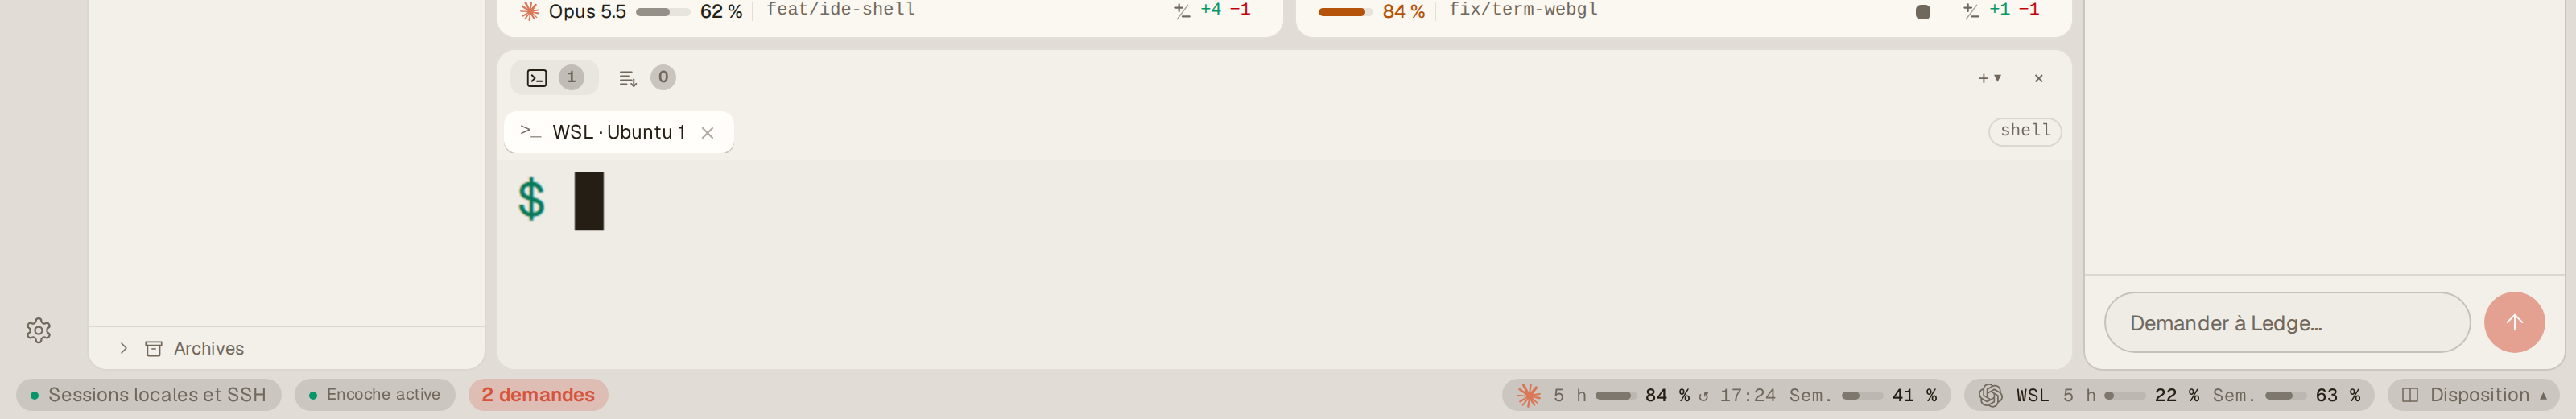 Opus 5.5 62 % feat/ide-shell +4 −1
84 % fix/term-webgl +1 −1
1 0 + ▾ ×
>_ WSL · Ubuntu 1 × shell
$
Archives
Demander à Ledge…
Sessions locales et SSH Encoche active 2 demandes 5 h 84 % ↺ 17:24 Sem. 41 % WSL 5 h 22 % Sem. 63 % Disposition ▴